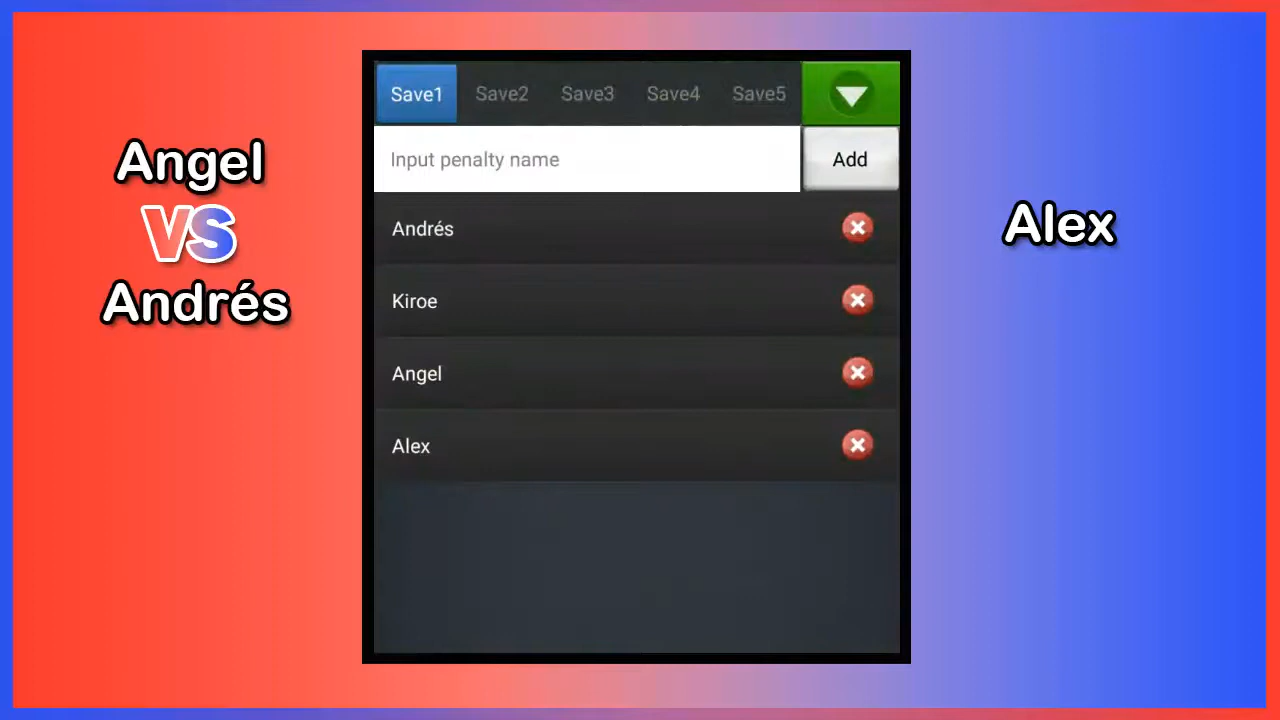 Angel
VS
Andrés
Save1 Save2 Save3 Save4 Save5
Input penalty name
Add
Andrés
Kiroe
Angel
Alex
Alex